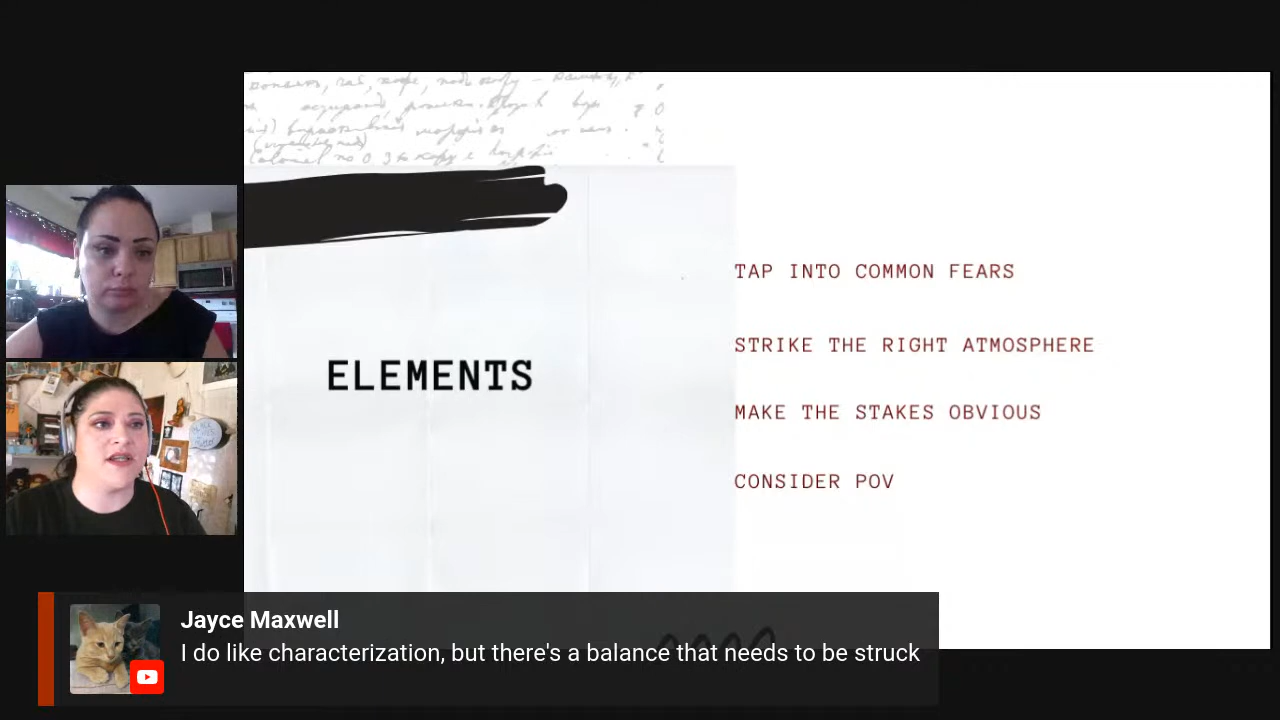 ELEMENTS
TAP INTO COMMON FEARS
STRIKE THE RIGHT ATMOSPHERE
MAKE THE STAKES OBVIOUS
CONSIDER POV
Jayce Maxwell
I do like characterization, but there's a balance that needs to be struck